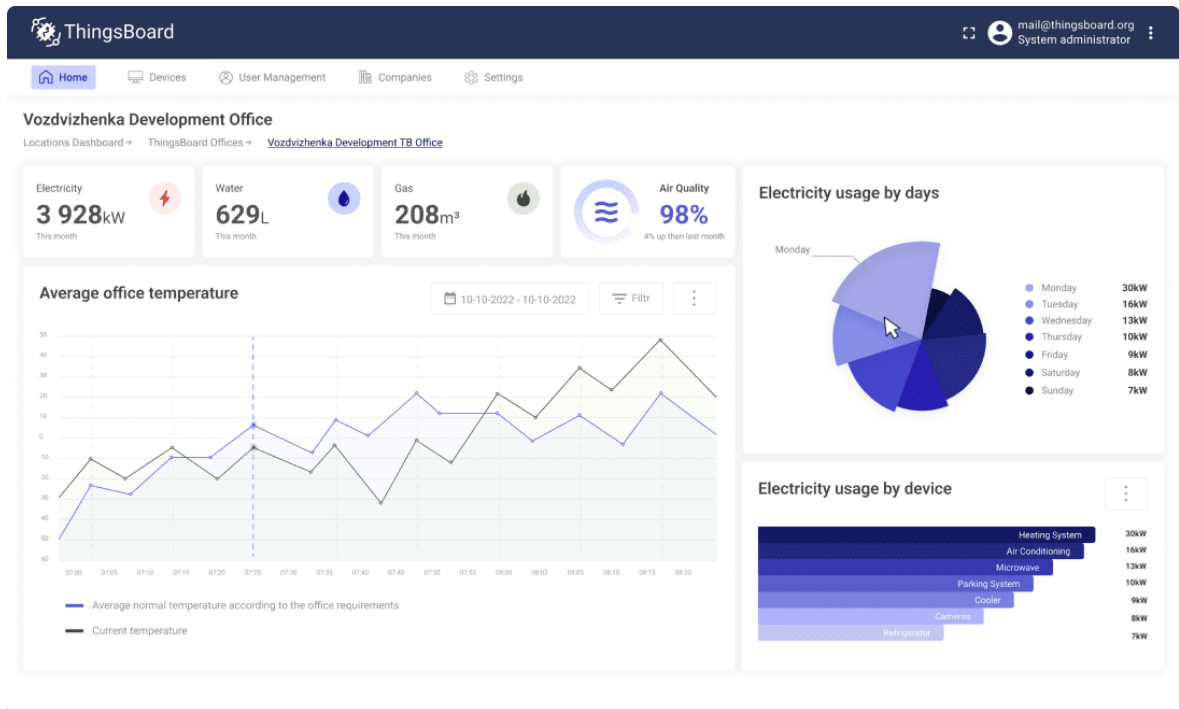 ThingsBoard
mail@thingsboard.org
System administrator
Home
Devices
User Management
Companies
Settings
Vozdvizhenka Development Office
Locations Dashboard → ThingsBoard Offices → Vozdvizhenka Development TB Office
Electricity
3 928kW
This month
Water
629L
This month
Gas
208m³
This month
Air Quality
98%
4% up than last month
Average office temperature
10-10-2022 - 10-10-2022
Filtr
50
40
30
20
10
0
-10
-20
-30
-40
-50
-60
07:00 07:05 07:10 07:15 07:20 07:25 07:30 07:35 07:40 07:45 07:50 07:55 08:00 08:05 08:05 08:10 08:15 08:20
Average normal temperature according to the office requirements
Current temperature
Electricity usage by days
Monday
Monday 30kW
Tuesday 16kW
Wednesday 13kW
Thursday 10kW
Friday 9kW
Saturday 8kW
Sunday 7kW
Electricity usage by device
Heating System 30kW
Air Conditioning 16kW
Microwave 13kW
Parking System 10kW
Cooler 9kW
Cameras 8kW
Refrigerator 7kW